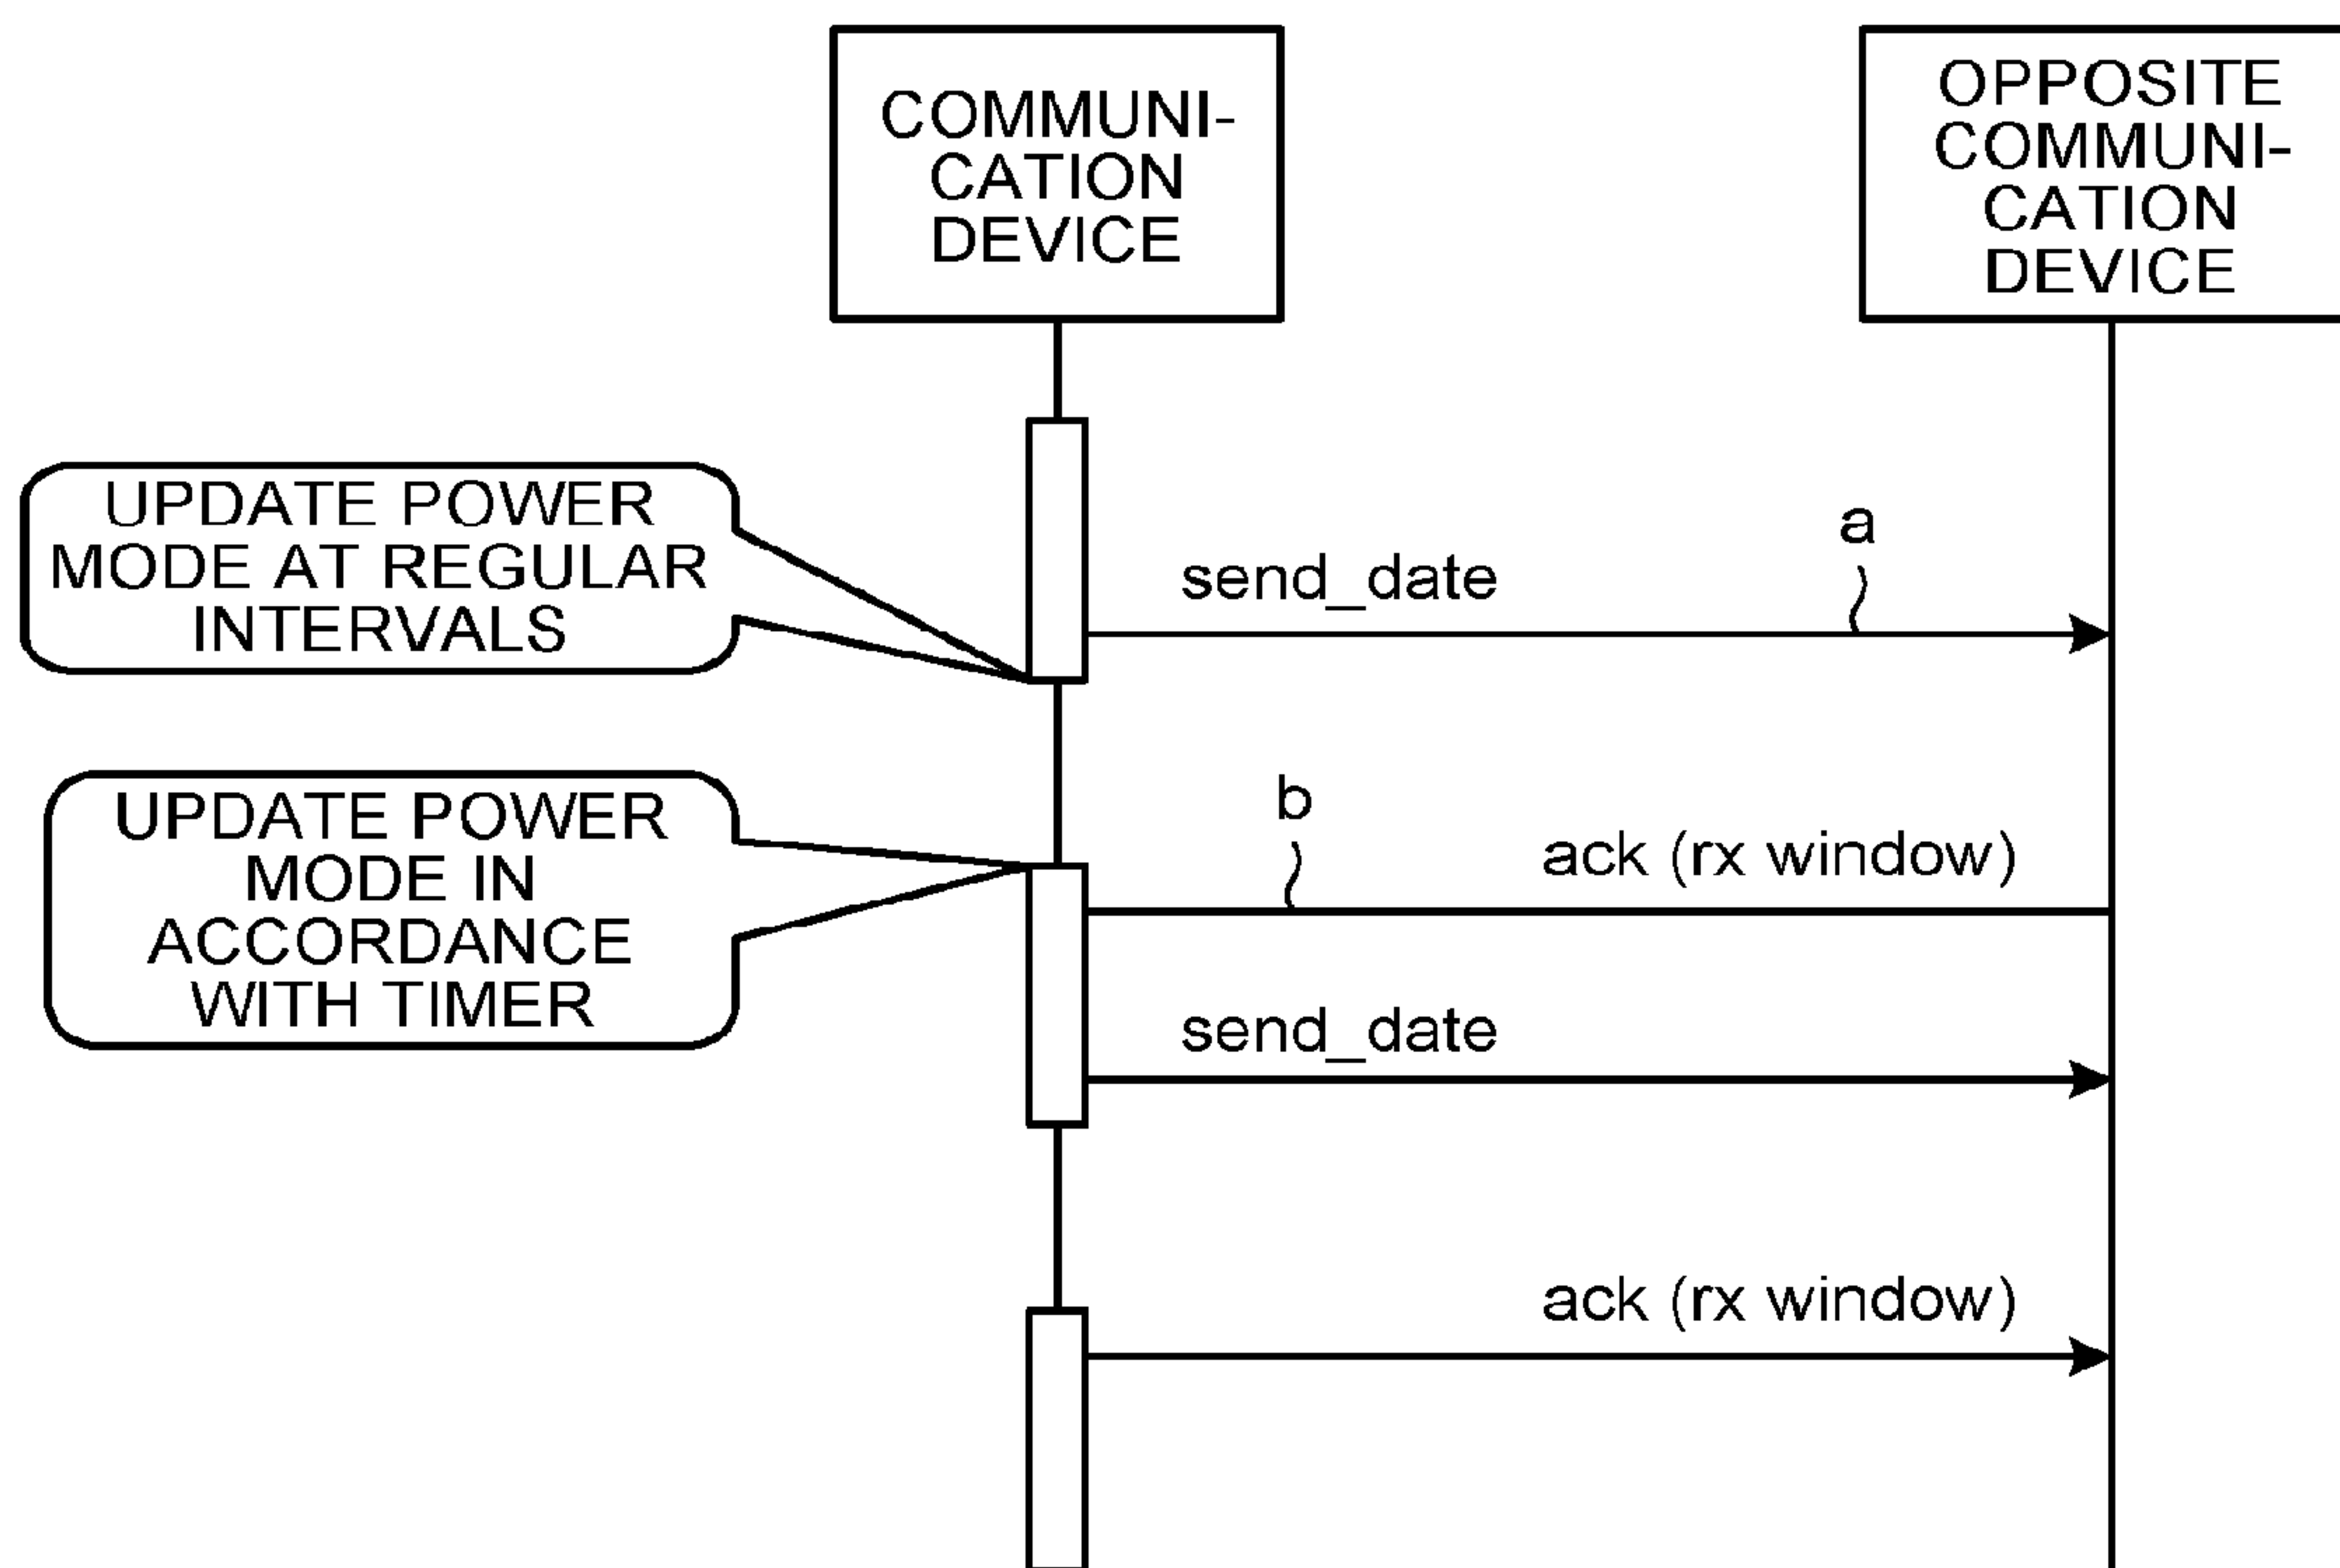 COMMUNI-
CATION
DEVICE
OPPOSITE
COMMUNI-
CATION
DEVICE
UPDATE POWER
MODE AT REGULAR
INTERVALS
send_date
a
UPDATE POWER
MODE IN
ACCORDANCE
WITH TIMER
b
ack (rx window)
send_date
ack (rx window)